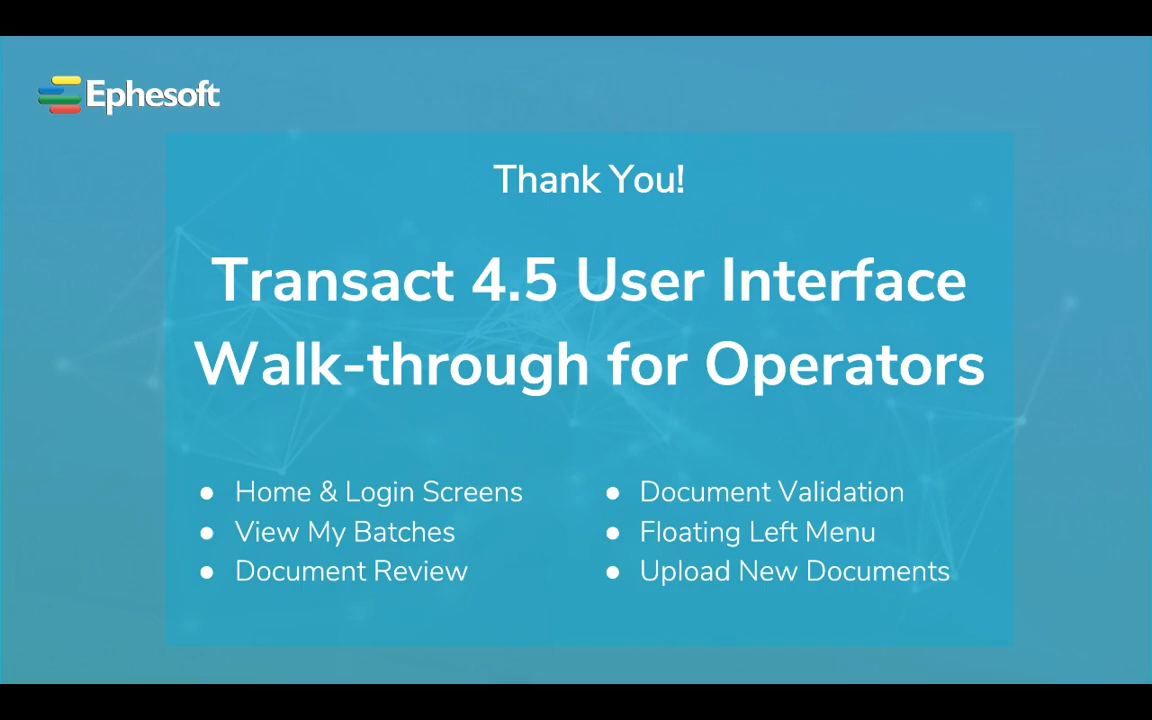 Ephesoft
Thank You!
Transact 4.5 User Interface
Walk-through for Operators
● Home & Login Screens
● View My Batches
● Document Review
● Document Validation
● Floating Left Menu
● Upload New Documents